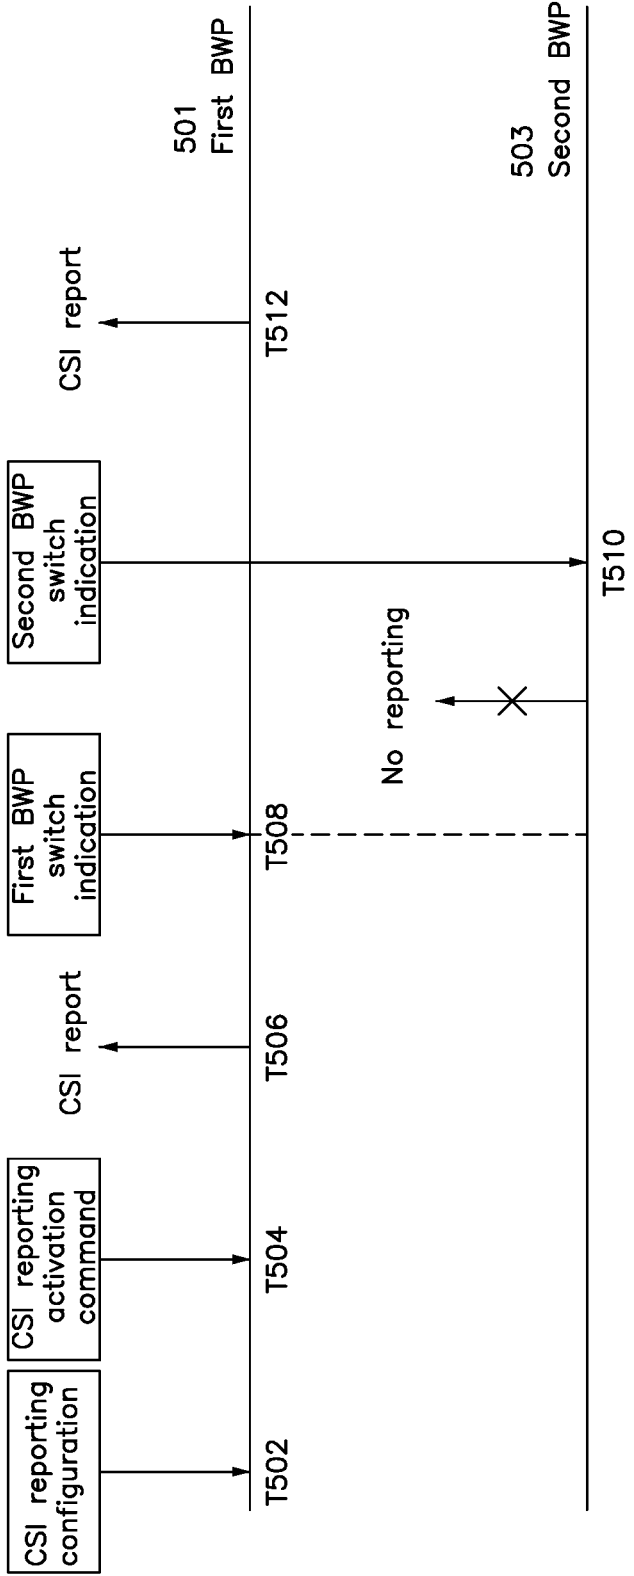 CSI reporting
configuration
CSI reporting
activation
command
CSI report
First BWP
switch
indication
Second BWP
switch
indication
CSI report
501
First BWP
T502
T504
T506
T508
T512
No reporting
503
Second BWP
T510